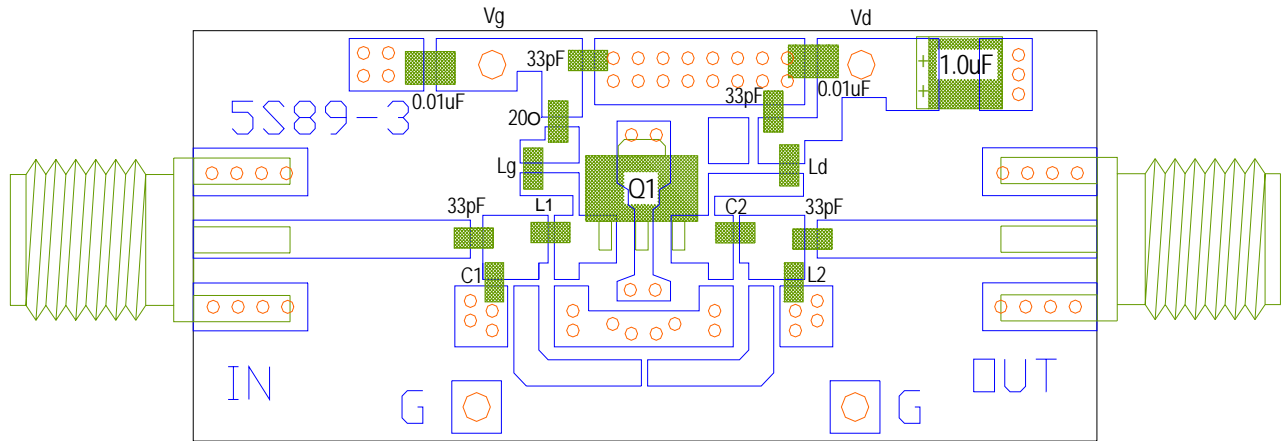 Vg
Vd
33pF
1.0uF
0.01uF
33pF
0.01uF
5S89-3
20O
Lg
Q1
Ld
33pF
L1
C2
33pF
C1
L2
IN
OUT
G
G